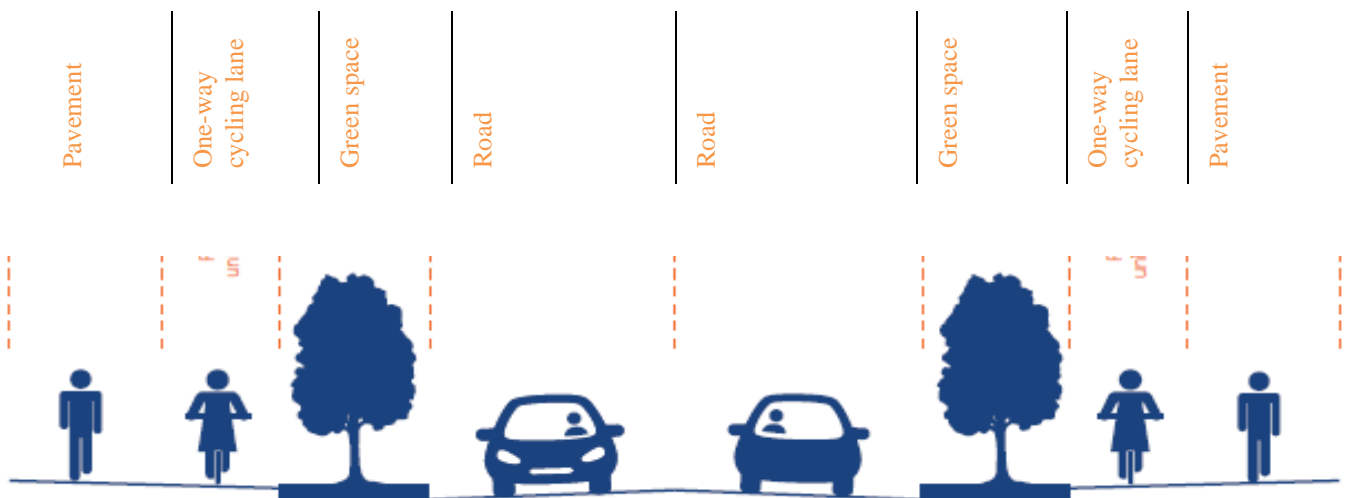 Pavement
One-way
cycling lane
Green space
Road
Road
Green space
One-way
cycling lane
Pavement